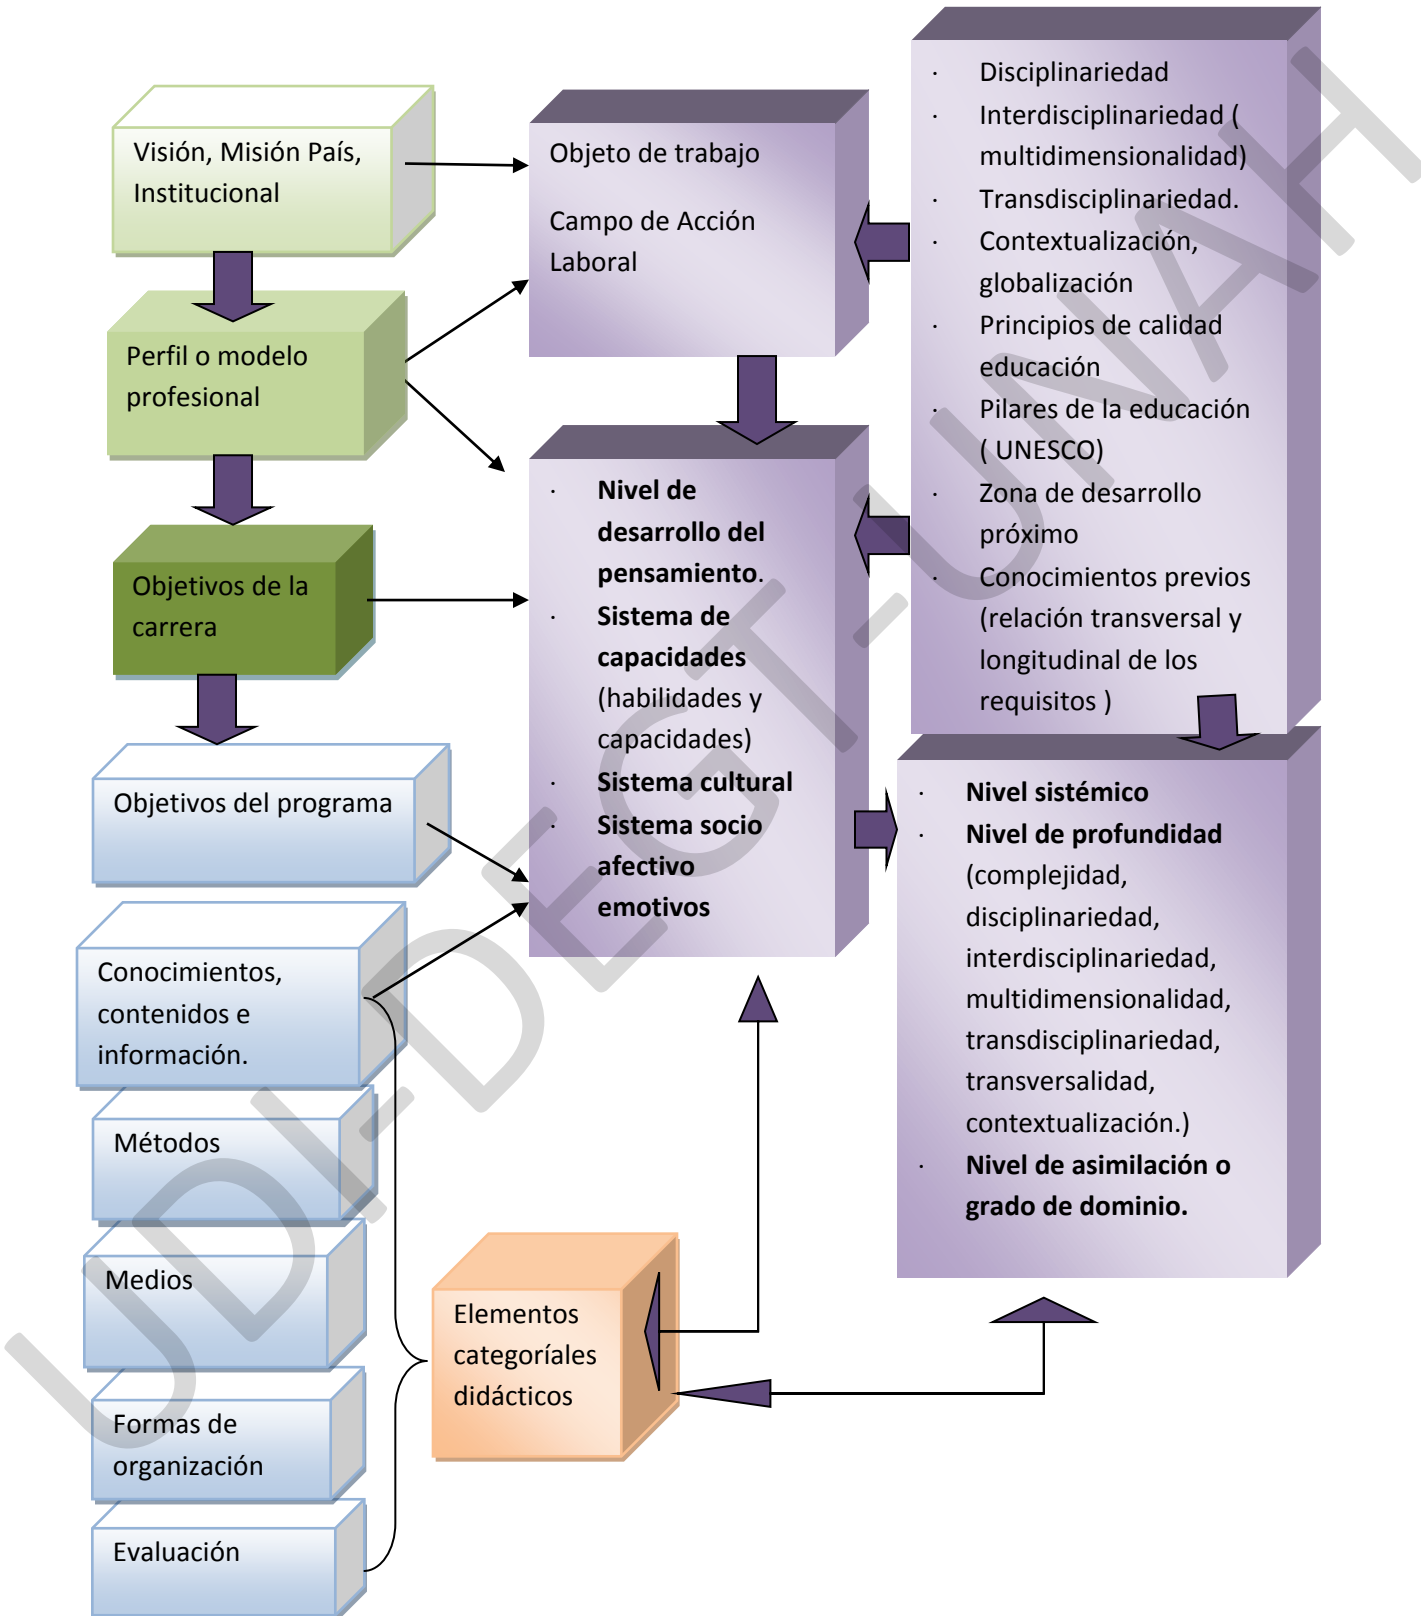 Visión, Misión País,
Institucional
Perfil o modelo
profesional
Objetivos de la
carrera
Objetivos del programa
Conocimientos,
contenidos e
información.
Métodos
Medios
Formas de
organización
Evaluación
Objeto de trabajo
Campo de Acción
Laboral
· Nivel de
desarrollo del
pensamiento.
· Sistema de
capacidades
(habilidades y
capacidades)
· Sistema cultural
· Sistema socio
afectivo
emotivos
Elementos
categoríales
didácticos
· Disciplinariedad
· Interdisciplinariedad (
multidimensionalidad)
· Transdisciplinariedad.
· Contextualización,
globalización
· Principios de calidad
educación
· Pilares de la educación
( UNESCO)
· Zona de desarrollo
próximo
· Conocimientos previos
(relación transversal y
longitudinal de los
requisitos )
· Nivel sistémico
· Nivel de profundidad
(complejidad,
disciplinariedad,
interdisciplinariedad,
multidimensionalidad,
transdisciplinariedad,
transversalidad,
contextualización.)
· Nivel de asimilación o
grado de dominio.
UDI-DEGT-UNAH